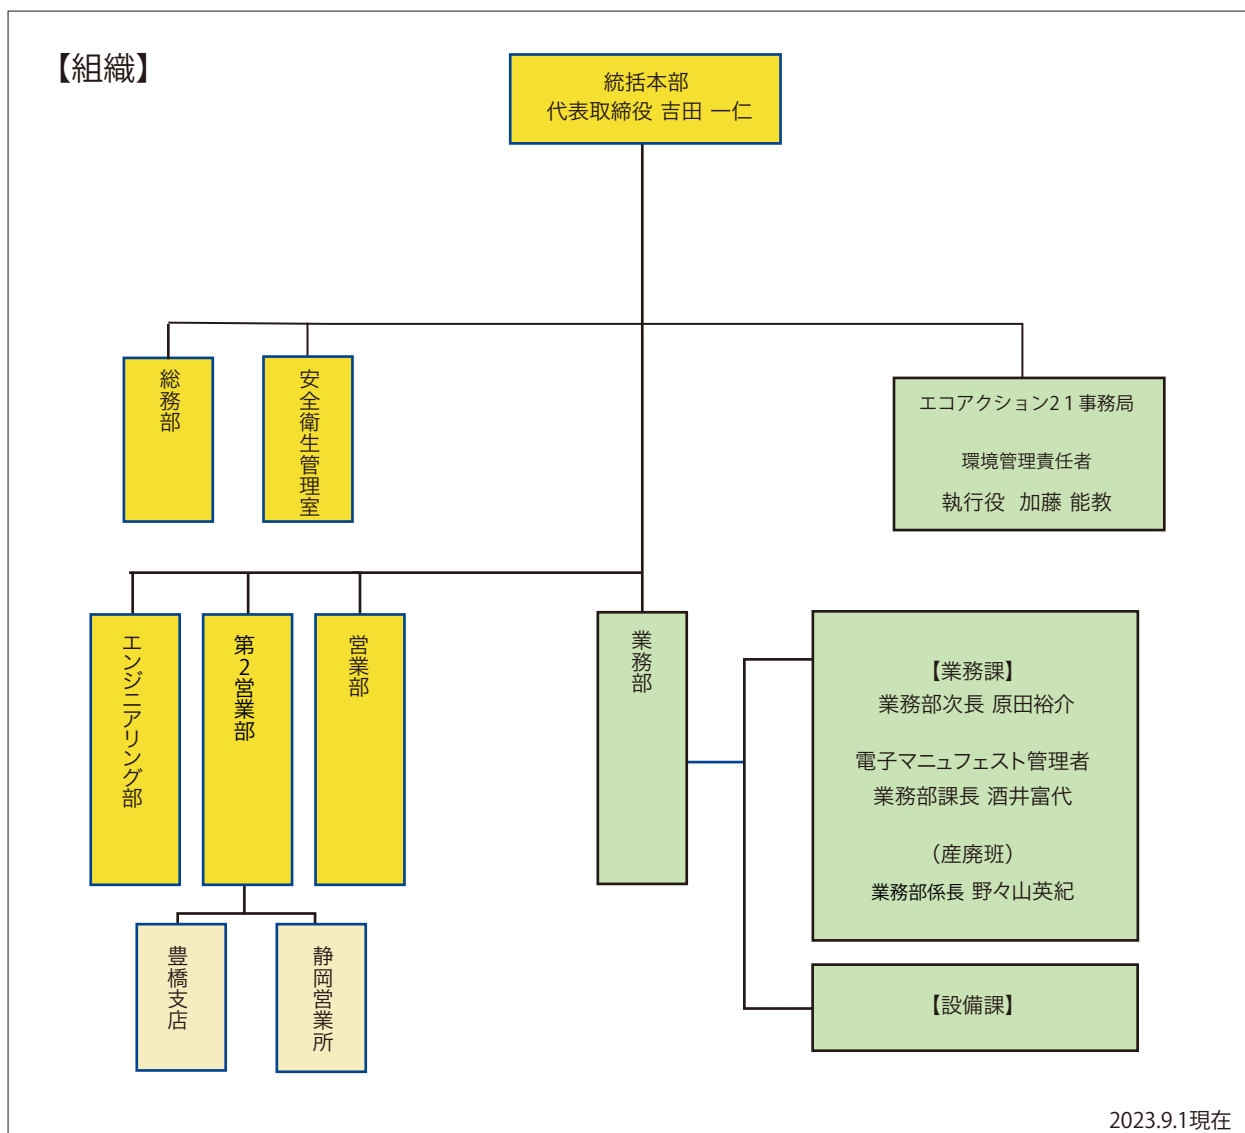 【組織】
統括本部
代表取締役 吉田 一仁
総務部
安全衛生管理室
エコアクション21事務局
環境管理責任者
執行役 加藤 能教
エンジニアリング部
第2営業部
営業部
業務部
【業務課】
業務部次長 原田裕介
電子マニュフェスト管理者
業務部課長 酒井富代
（産廃班）
業務部係長 野々山英紀
豊橋支店
静岡営業所
【設備課】
2023.9.1現在